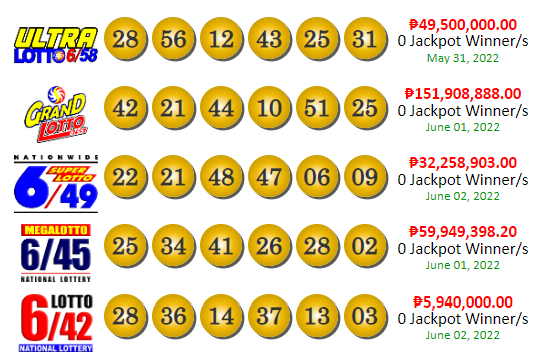 ULTRA
LOTTO 6/58
28 56 12 43 25 31
₱49,500,000.00
0 Jackpot Winner/s
May 31, 2022
GRAND
LOTTO
42 21 44 10 51 25
₱151,908,888.00
0 Jackpot Winner/s
June 01, 2022
NATIONWIDE
SUPER
LOTTO
6/49
22 21 48 47 06 09
₱32,258,903.00
0 Jackpot Winner/s
June 02, 2022
MEGALOTTO
6/45
NATIONAL LOTTERY
25 34 41 26 28 02
₱59,949,398.20
0 Jackpot Winner/s
June 01, 2022
LOTTO
6/42
NATIONAL LOTTERY
28 36 14 37 13 03
₱5,940,000.00
0 Jackpot Winner/s
June 02, 2022